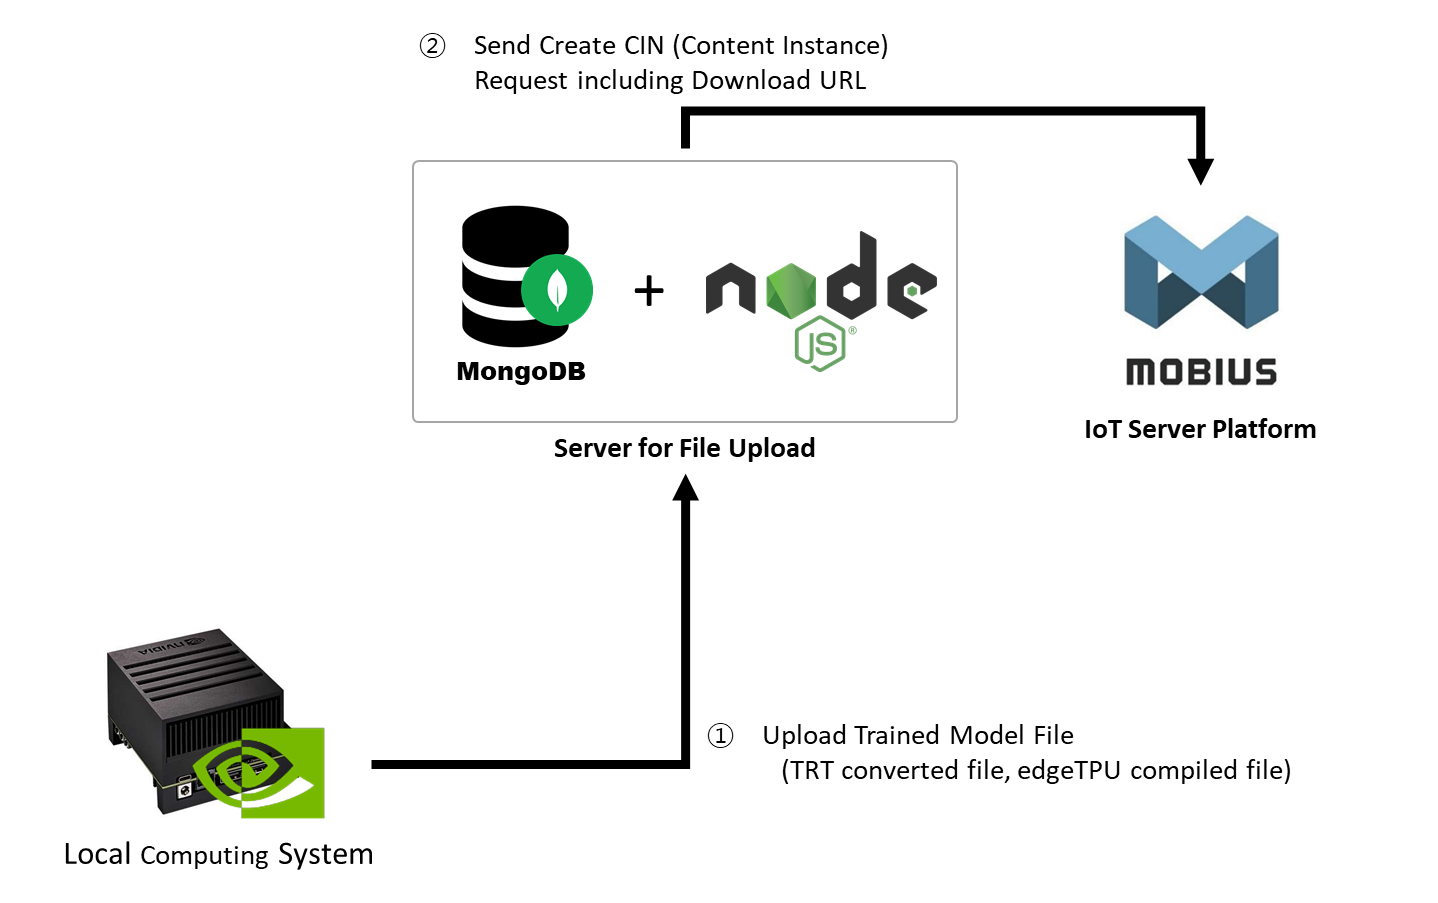 ② Send Create CIN (Content Instance)
Request including Download URL
MongoDB
+
node
JS®
MOBIUS
IoT Server Platform
Server for File Upload
NVIDIA
① Upload Trained Model File
(TRT converted file, edgeTPU compiled file)
Local Computing System